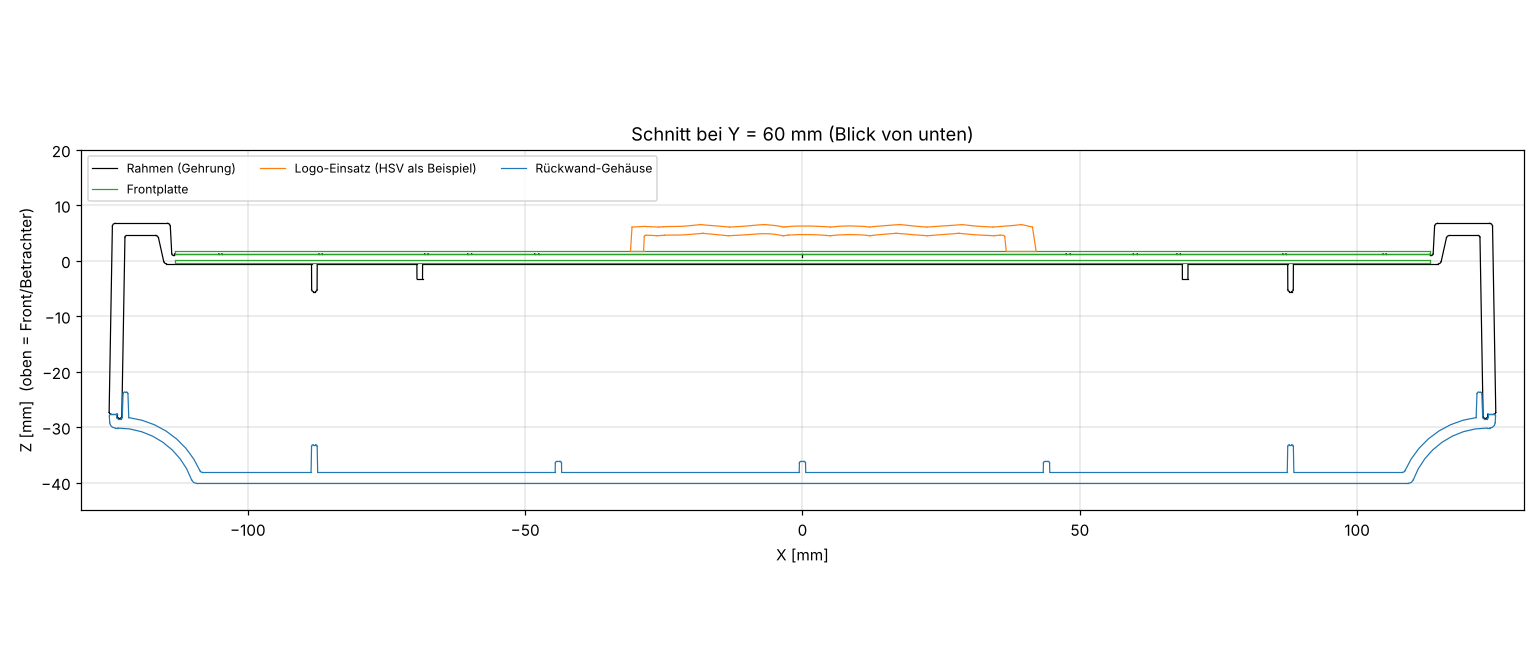 Schnitt bei Y = 60 mm (Blick von unten)
Rahmen (Gehrung)
Logo-Einsatz (HSV als Beispiel)
Rückwand-Gehäuse
Frontplatte
20
10
0
−10
−20
−30
−40
Z [mm] (oben = Front/Betrachter)
−100
−50
0
50
100
X [mm]